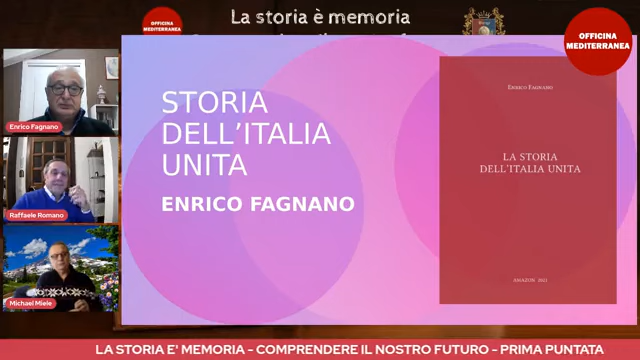 La storia è memoria
OFFICINA
MEDITERRANEA
OFFICINA
MEDITERRANEA
STORIA
DELL'ITALIA
UNITA
ENRICO FAGNANO
ENRICO FAGNANO
LA STORIA
DELL'ITALIA UNITA
AMAZON 2021
Enrico Fagnano
Raffaele Romano
Michael Miele
LA STORIA E' MEMORIA - COMPRENDERE IL NOSTRO FUTURO - PRIMA PUNTATA